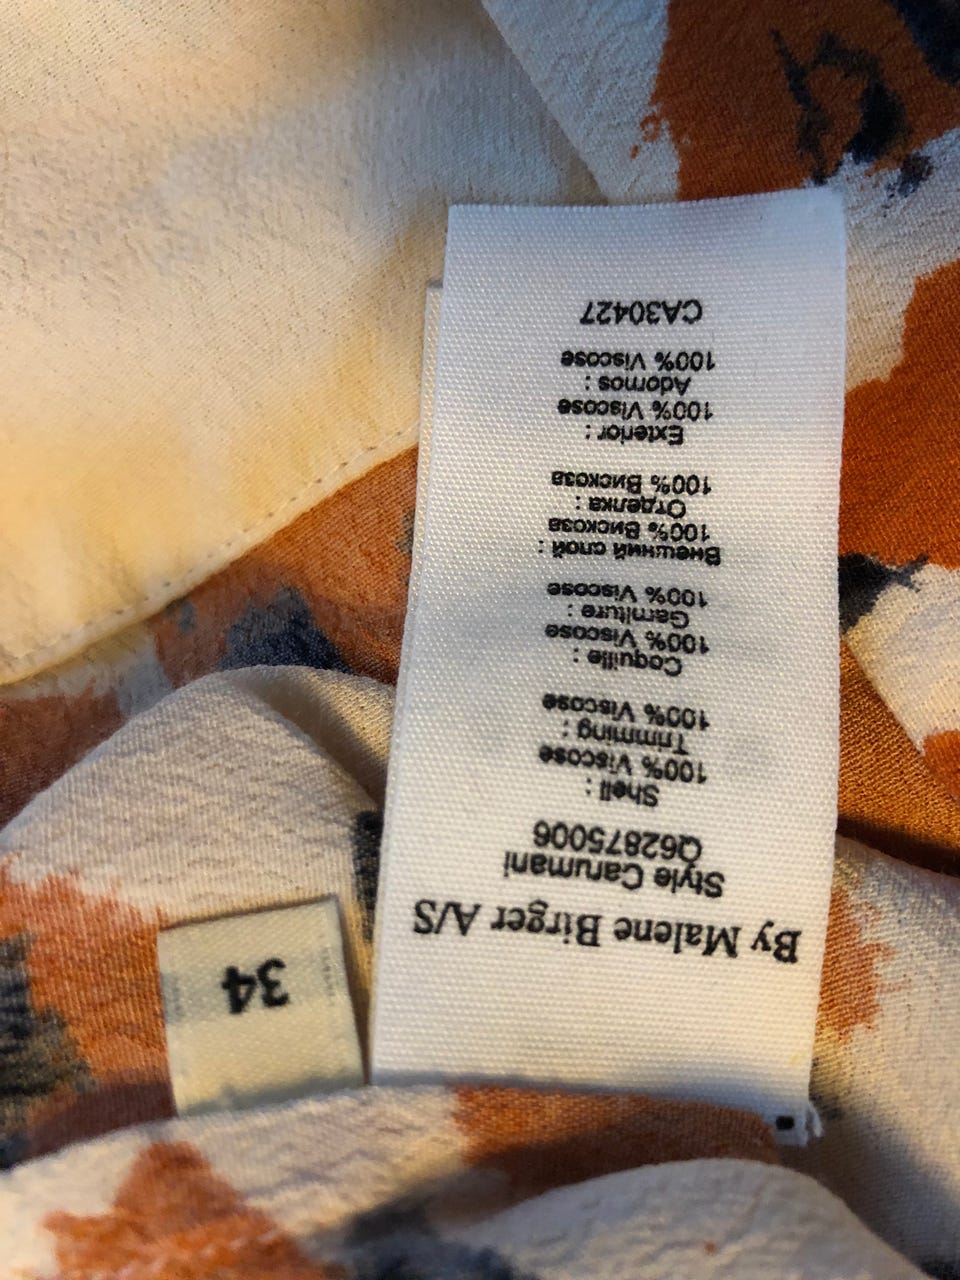 By Malene Birger A/S
Style Carumani
Q62875006
Shell :
100% Viscose
Trimming :
100% Viscose
Coquille :
100% Viscose
Garniture :
100% Viscose
Внешний слой :
100% Вискоза
Отделка :
100% Вискоза
Exterior :
100% Viscose
Adornos :
100% Viscose
CA30427
34